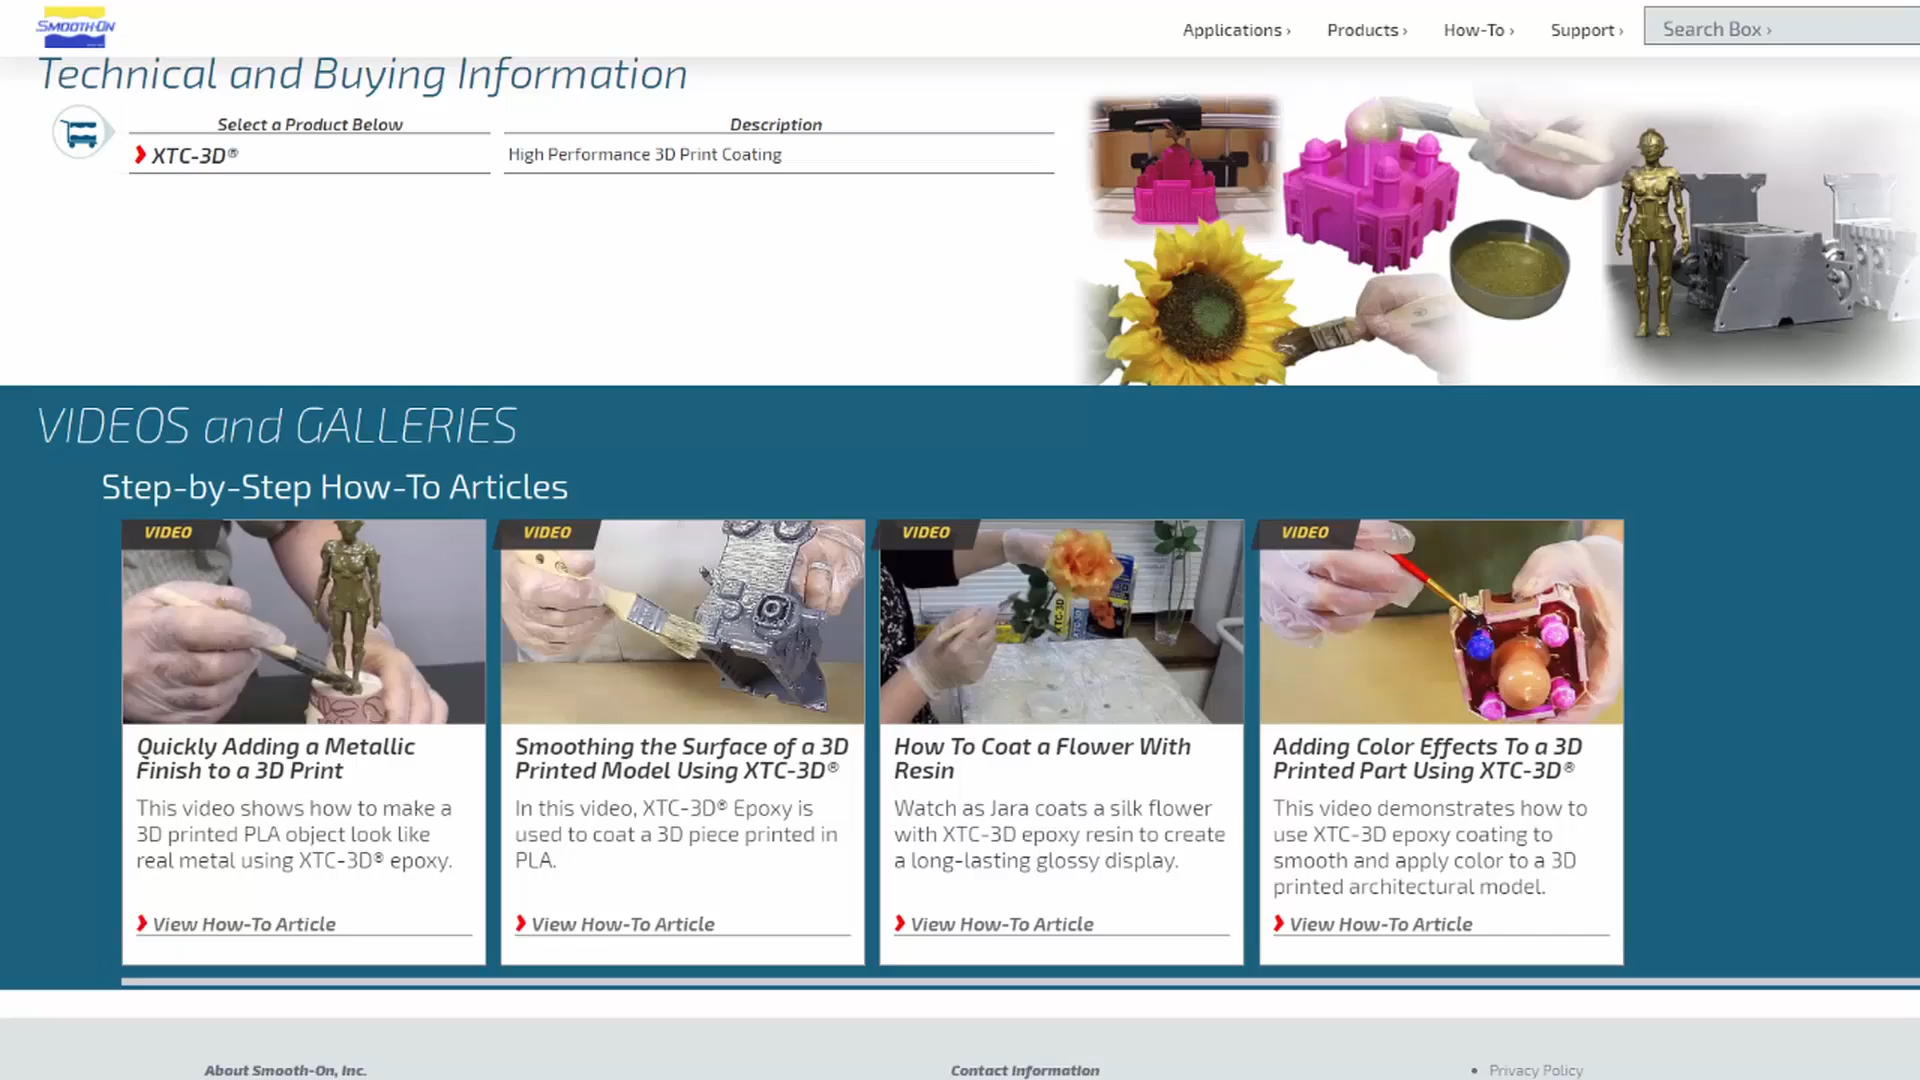 SMOOTH-ON
Applications ›
Products ›
How-To ›
Support ›
Search Box ›
Technical and Buying Information
Select a Product Below
Description
XTC-3D®
High Performance 3D Print Coating
VIDEOS and GALLERIES
Step-by-Step How-To Articles
VIDEO
VIDEO
VIDEO
VIDEO
XTC-3D
Quickly Adding a Metallic
Finish to a 3D Print
This video shows how to make a
3D printed PLA object look like
real metal using XTC-3D® epoxy.
View How-To Article
Smoothing the Surface of a 3D
Printed Model Using XTC-3D®
In this video, XTC-3D® Epoxy is
used to coat a 3D piece printed in
PLA.
View How-To Article
How To Coat a Flower With
Resin
Watch as Jara coats a silk flower
with XTC-3D epoxy resin to create
a long-lasting glossy display.
View How-To Article
Adding Color Effects To a 3D
Printed Part Using XTC-3D®
This video demonstrates how to
use XTC-3D epoxy coating to
smooth and apply color to a 3D
printed architectural model.
View How-To Article
About Smooth-On, Inc.
Contact Information
• Privacy Policy